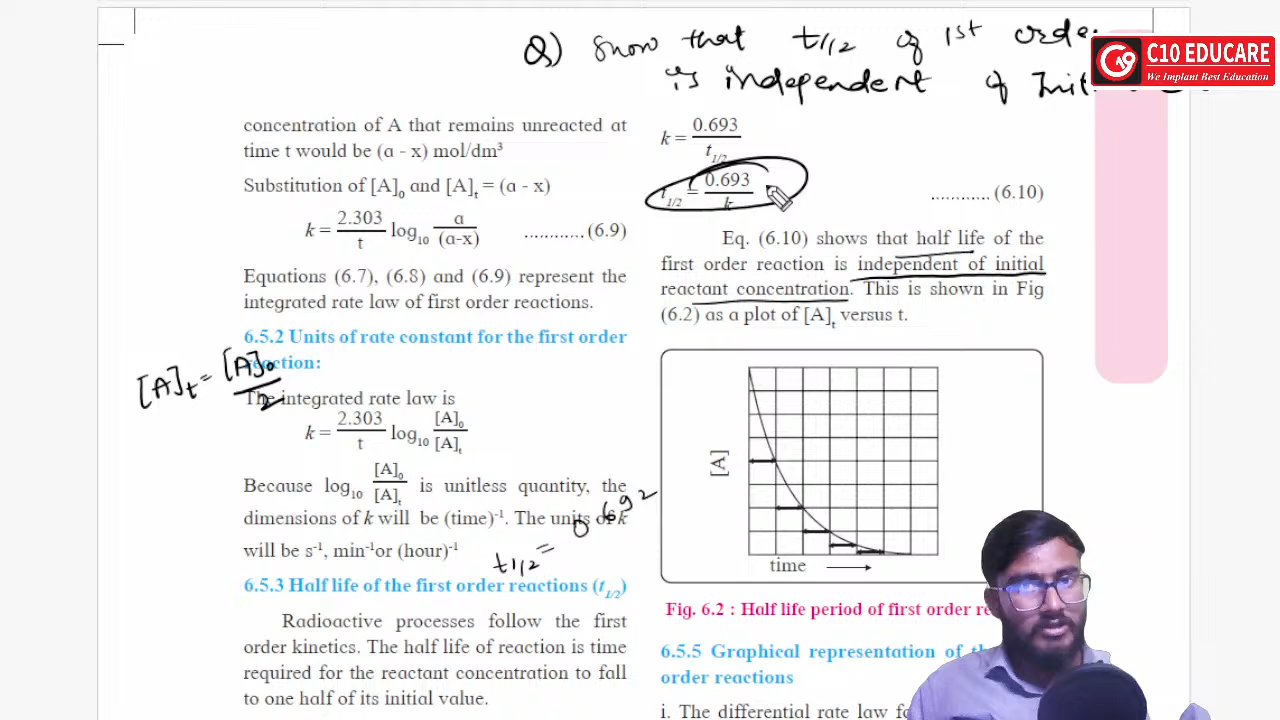 Q) Show that t1/2 of 1st order
is independent of Init
C10 EDUCARE
We Implant Best Education
concentration of A that remains unreacted at
time t would be (a - x) mol/dm³
Substitution of [A]₀ and [A]ₜ = (a - x)
k = 2.303/t log₁₀ a/(a-x) ............(6.9)
Equations (6.7), (6.8) and (6.9) represent the
integrated rate law of first order reactions.
6.5.2 Units of rate constant for the first order
reaction:
[A]t = [A]₀/2
The integrated rate law is
k = 2.303/t log₁₀ [A]₀/[A]ₜ
Because log₁₀ [A]₀/[A]ₜ is unitless quantity, the
dimensions of k will be (time)⁻¹. The units of k
will be s⁻¹, min⁻¹or (hour)⁻¹
t1/2 = 0 692
6.5.3 Half life of the first order reactions (t1/2)
Radioactive processes follow the first
order kinetics. The half life of reaction is time
required for the reactant concentration to fall
to one half of its initial value.
k = 0.693/t1/2
t1/2 = 0.693/k ...........(6.10)
Eq. (6.10) shows that half life of the
first order reaction is independent of initial
reactant concentration. This is shown in Fig
(6.2) as a plot of [A]ₜ versus t.
[A]
time
Fig. 6.2 : Half life period of first order re
6.5.5 Graphical representation of the
order reactions
i. The differential rate law fo